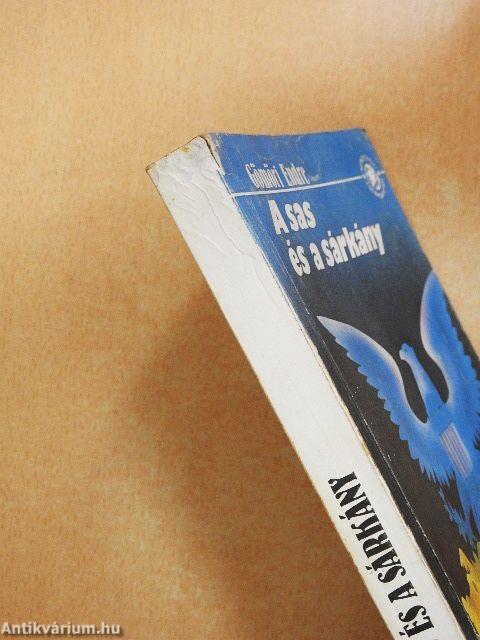 Gömöri Endre
A sas
és a sárkány
ÉS A SÁRKÁNY
Antikvárium.hu